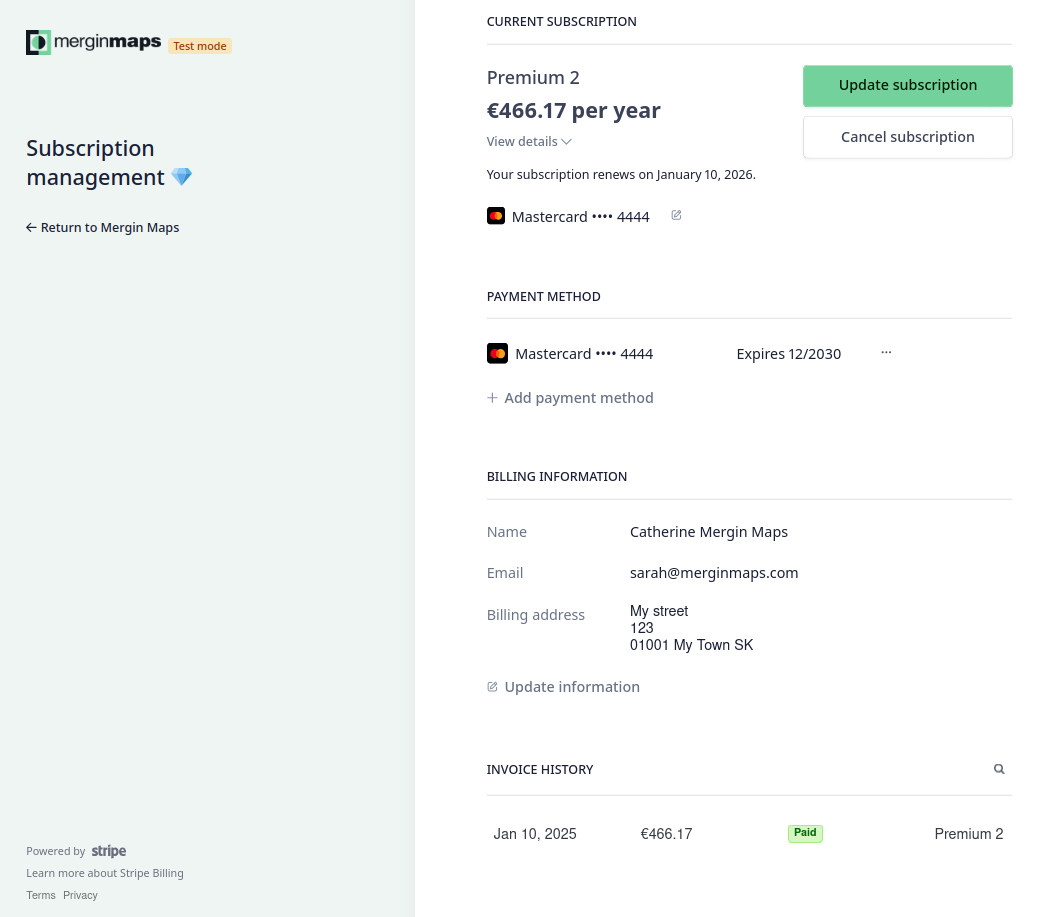 merginmaps Test mode
Subscription
management
← Return to Mergin Maps
Powered by stripe
Learn more about Stripe Billing
Terms Privacy
CURRENT SUBSCRIPTION
Premium 2
€466.17 per year
View details
Your subscription renews on January 10, 2026.
Mastercard •••• 4444
Update subscription
Cancel subscription
PAYMENT METHOD
Mastercard •••• 4444 Expires 12/2030 ···
+ Add payment method
BILLING INFORMATION
Name Catherine Mergin Maps
Email sarah@merginmaps.com
Billing address My street
123
01001 My Town SK
Update information
INVOICE HISTORY
Jan 10, 2025 €466.17 Paid Premium 2